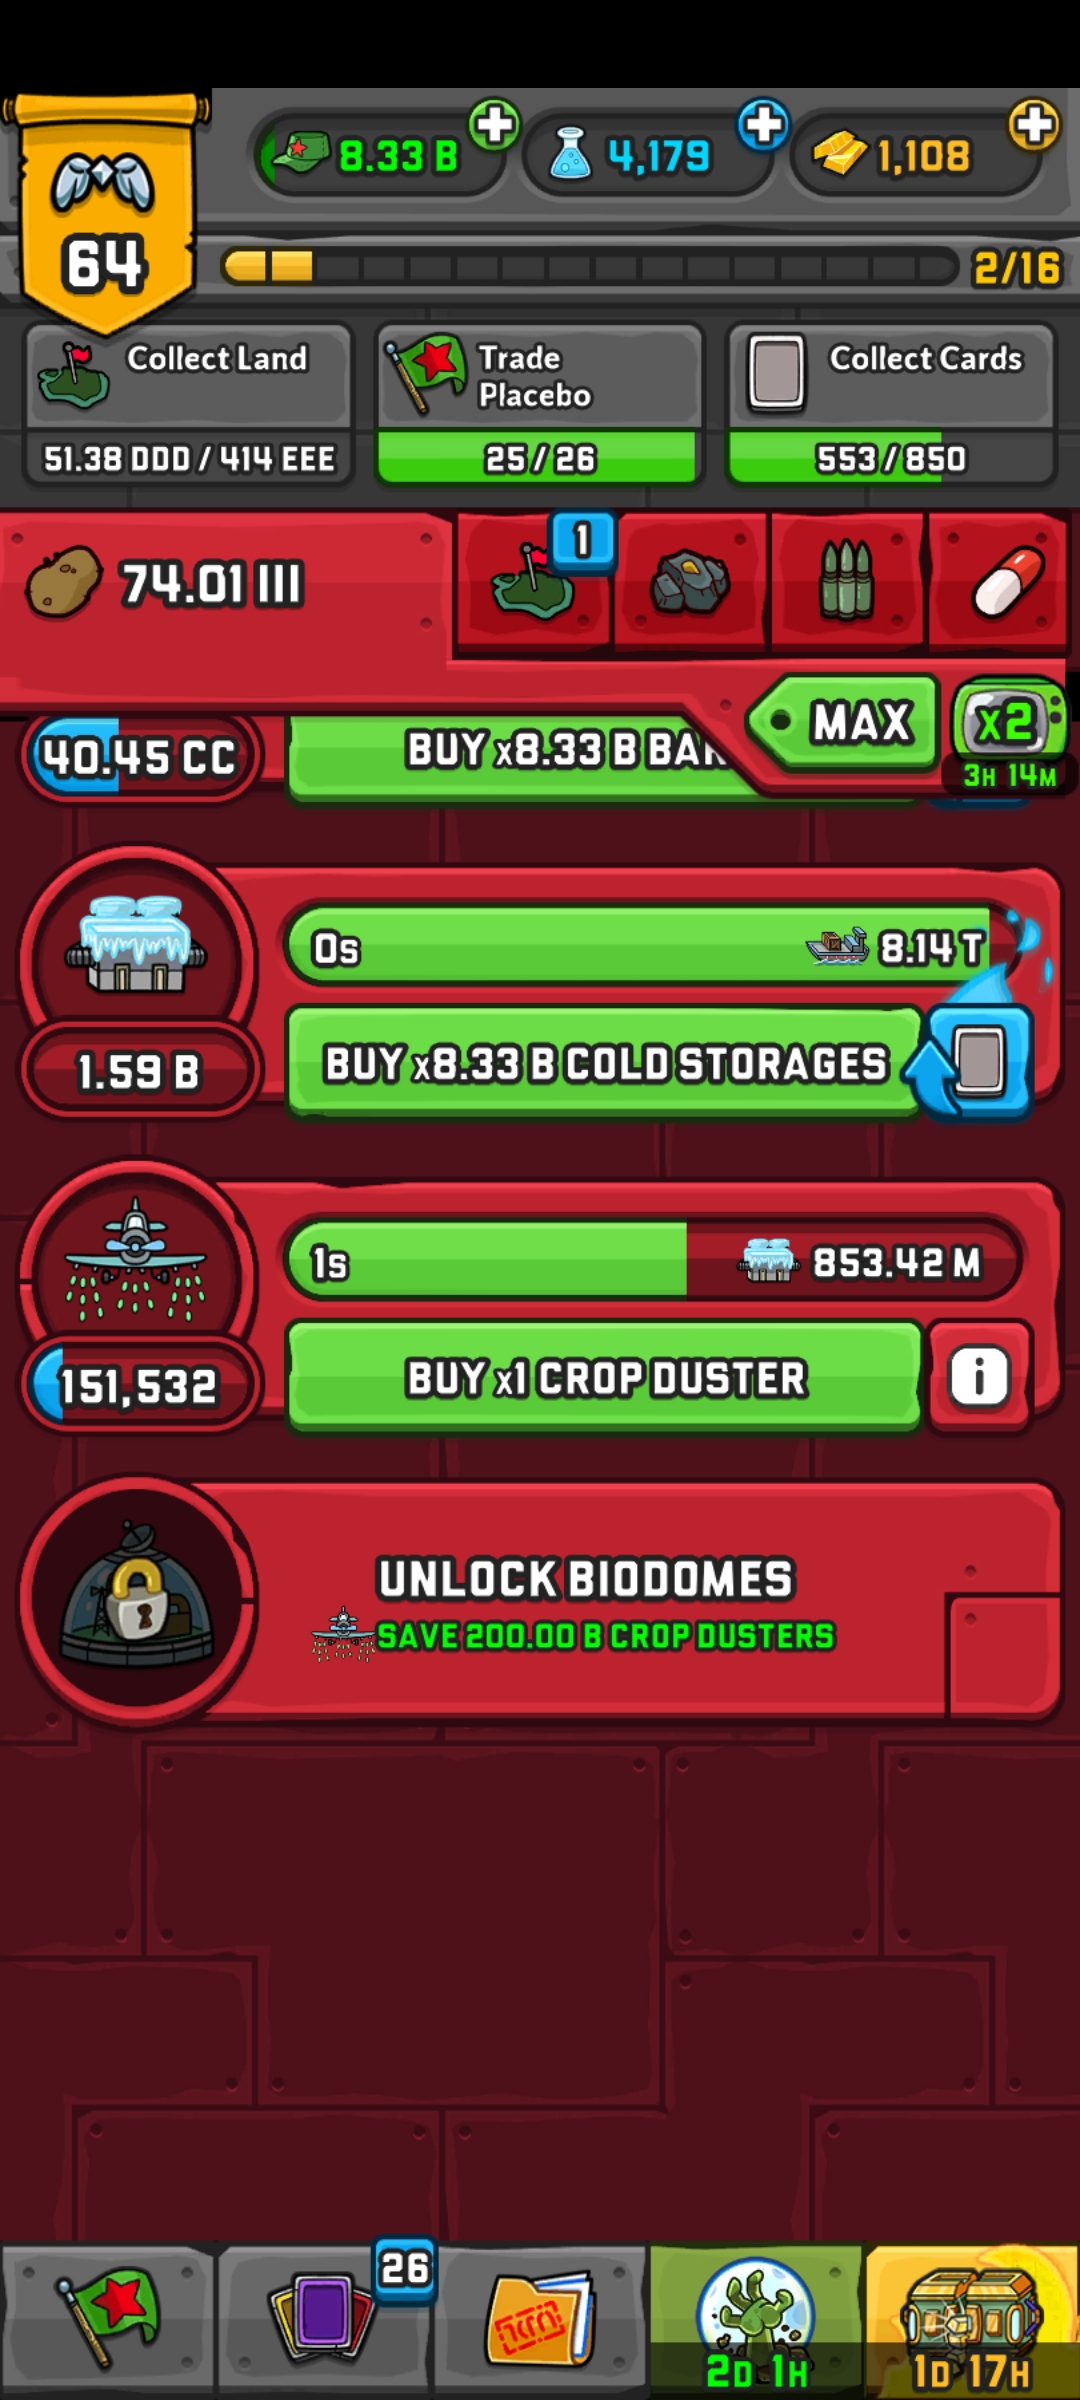 8.33 B
4,179
1,108
64
2/16
Collect Land
51.38 DDD / 414 EEE
Trade
Placebo
25 / 26
Collect Cards
553 / 850
74.01 III
1
MAX
x2
3H 14M
40.45 CC
BUY x8.33 B BAR
0s
8.14 T
1.59 B
BUY x8.33 B COLD STORAGES
1s
853.42 M
151,532
BUY x1 CROP DUSTER
i
UNLOCK BIODOMES
SAVE 200.00 B CROP DUSTERS
26
2D 1H
1D 17H